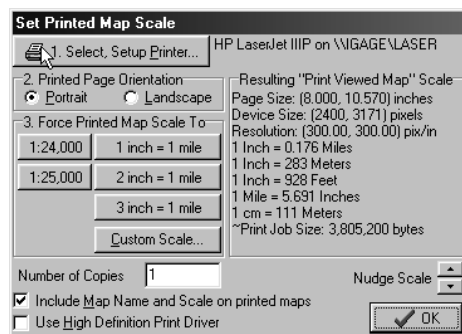 Set Printed Map Scale
1. Select, Setup Printer...
HP LaserJet IIIP on \\IGAGE\LASER
2. Printed Page Orientation
Portrait
Landscape
3. Force Printed Map Scale To
1:24,000
1 inch = 1 mile
1:25,000
2 inch = 1 mile
3 inch = 1 mile
Custom Scale...
Resulting "Print Viewed Map" Scale
Page Size: (8.000, 10.570) inches
Device Size: (2400, 3171) pixels
Resolution: (300.00, 300.00) pix/in
1 Inch = 0.176 Miles
1 Inch = 283 Meters
1 Inch = 928 Feet
1 Mile = 5.691 Inches
1 cm = 111 Meters
~Print Job Size: 3,805,200 bytes
Number of Copies
1
Nudge Scale
Include Map Name and Scale on printed maps
Use High Definition Print Driver
OK